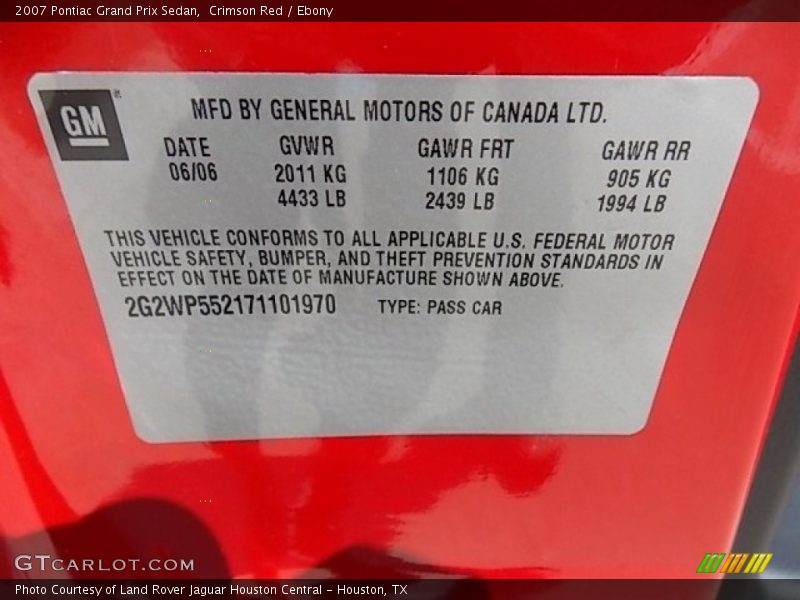 2007 Pontiac Grand Prix Sedan,  Crimson Red / Ebony
GM
MFD BY GENERAL MOTORS OF CANADA LTD.
DATE GVWR GAWR FRT GAWR RR
06/06 2011 KG 1106 KG 905 KG
4433 LB 2439 LB 1994 LB
THIS VEHICLE CONFORMS TO ALL APPLICABLE U.S. FEDERAL MOTOR
VEHICLE SAFETY, BUMPER, AND THEFT PREVENTION STANDARDS IN
EFFECT ON THE DATE OF MANUFACTURE SHOWN ABOVE.
2G2WP552171101970 TYPE: PASS CAR
GTCARLOT.COM
Photo Courtesy of Land Rover Jaguar Houston Central - Houston, TX